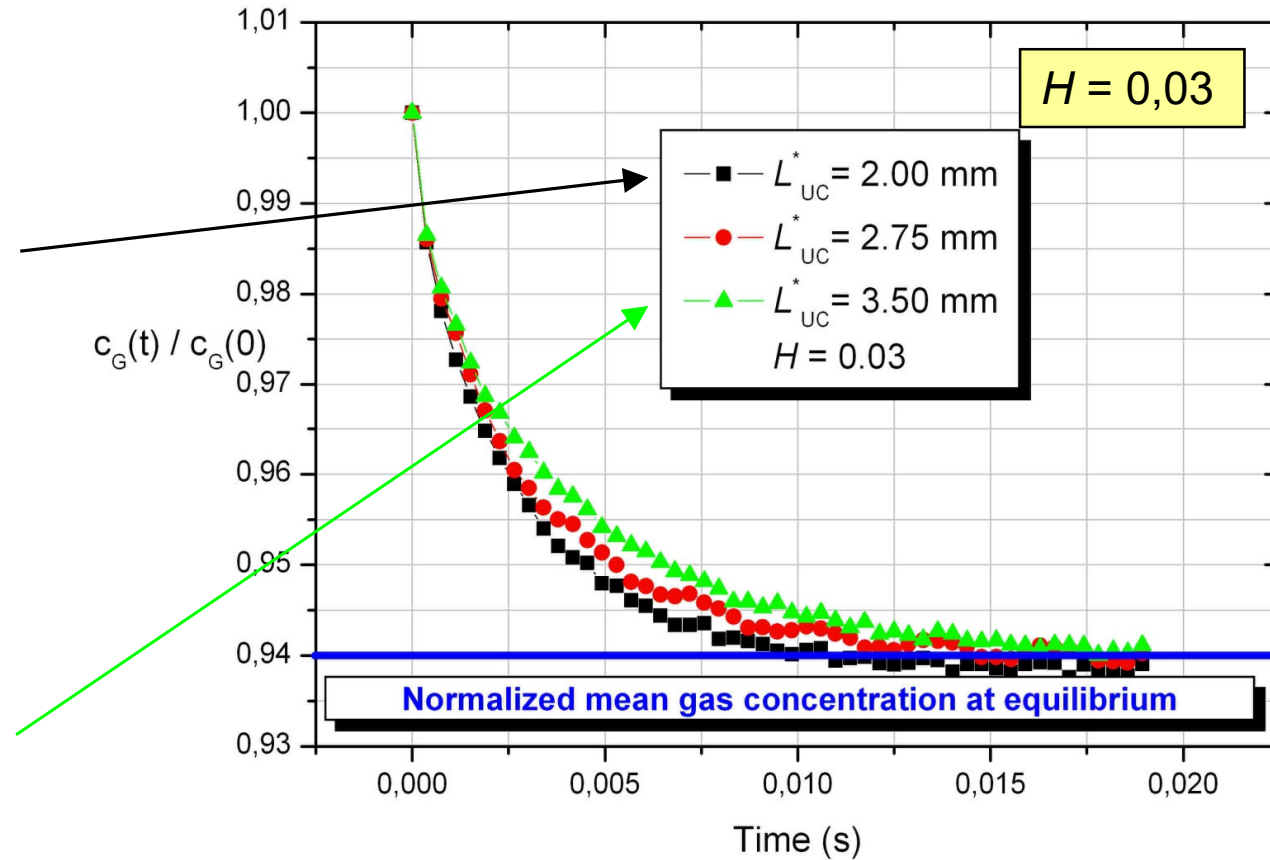 1,01
1,00
0,99
0,98
0,97
0,96
0,95
0,94
0,93
c_G(t) / c_G(0)
H = 0,03
L*_UC = 2.00 mm
L*_UC = 2.75 mm
L*_UC = 3.50 mm
H = 0.03
Normalized mean gas concentration at equilibrium
0,000 0,005 0,010 0,015 0,020
Time (s)